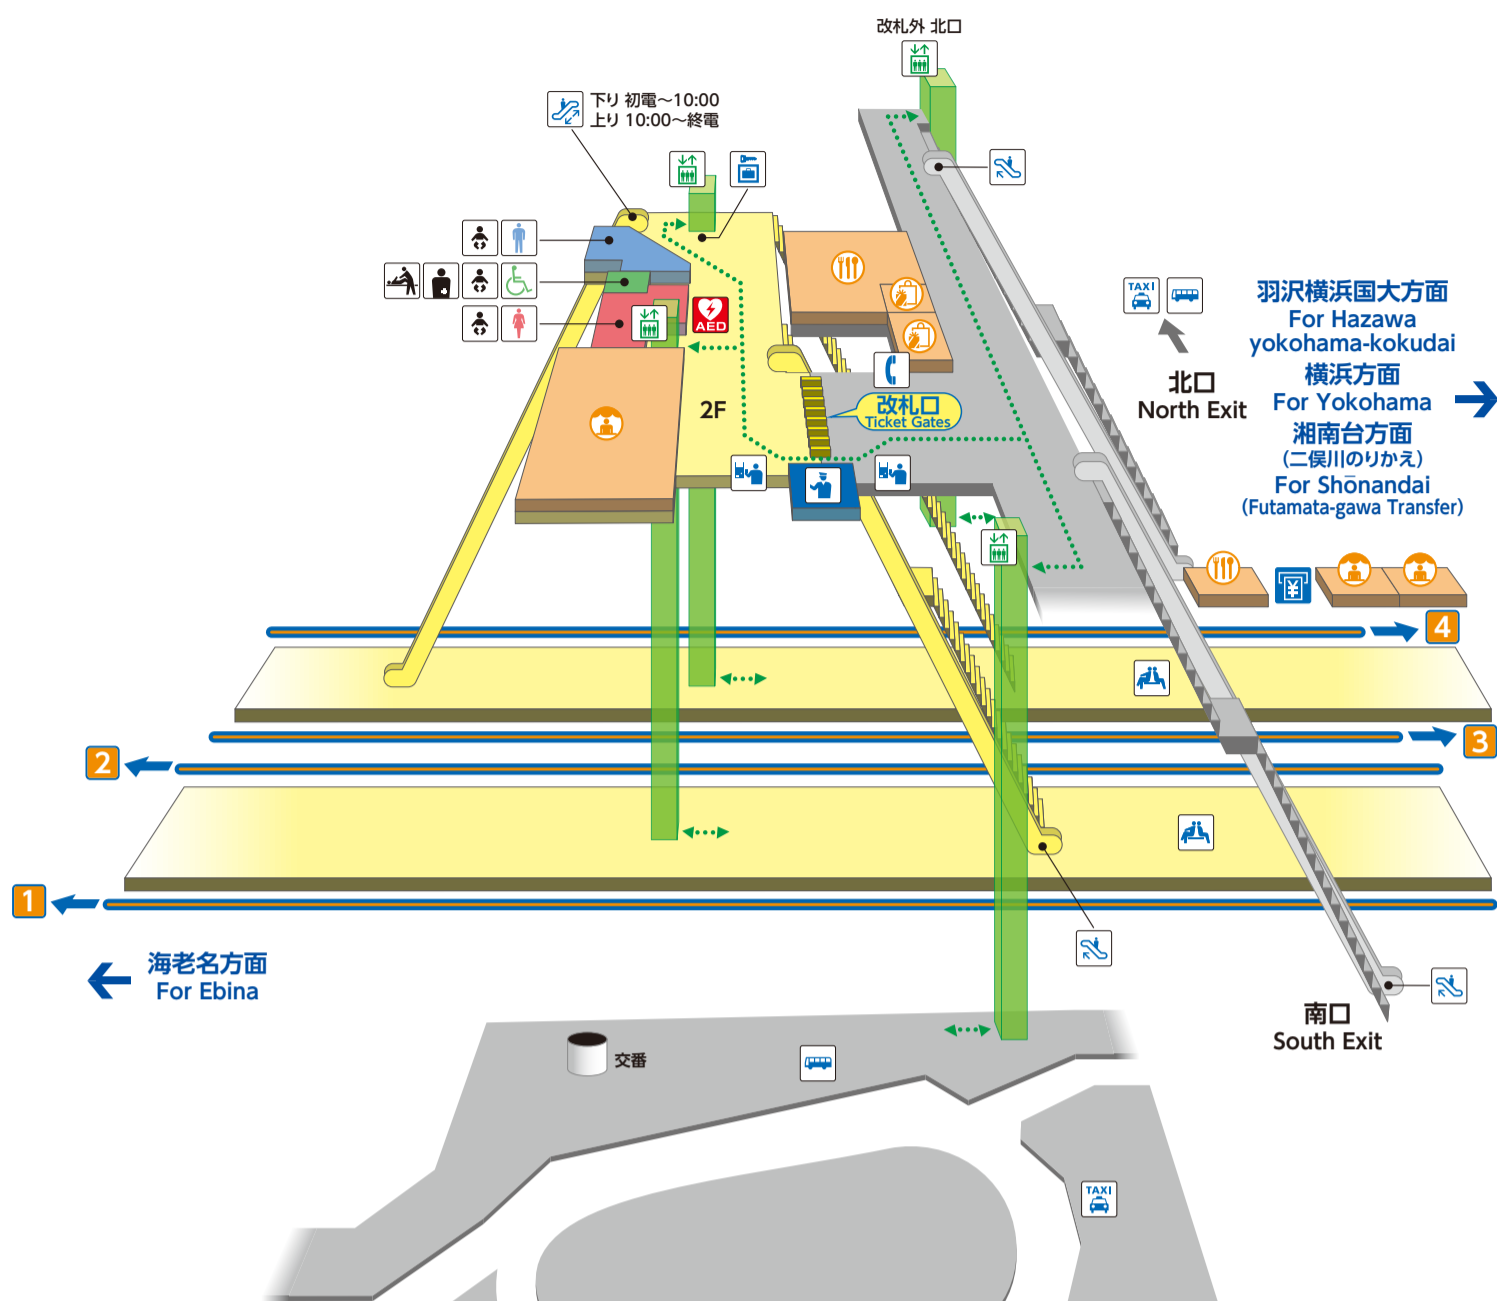 改札外 北口
下り 初電〜10:00
上り 10:00〜終電
AED
2F
改札口
Ticket Gates
TAXI
北口
North Exit
羽沢横浜国大方面
For Hazawa
yokohama-kokudai
横浜方面
For Yokohama
湘南台方面
(二俣川のりかえ)
For Shōnandai
(Futamata-gawa Transfer)
¥
4
3
2
1
海老名方面
For Ebina
南口
South Exit
交番
TAXI